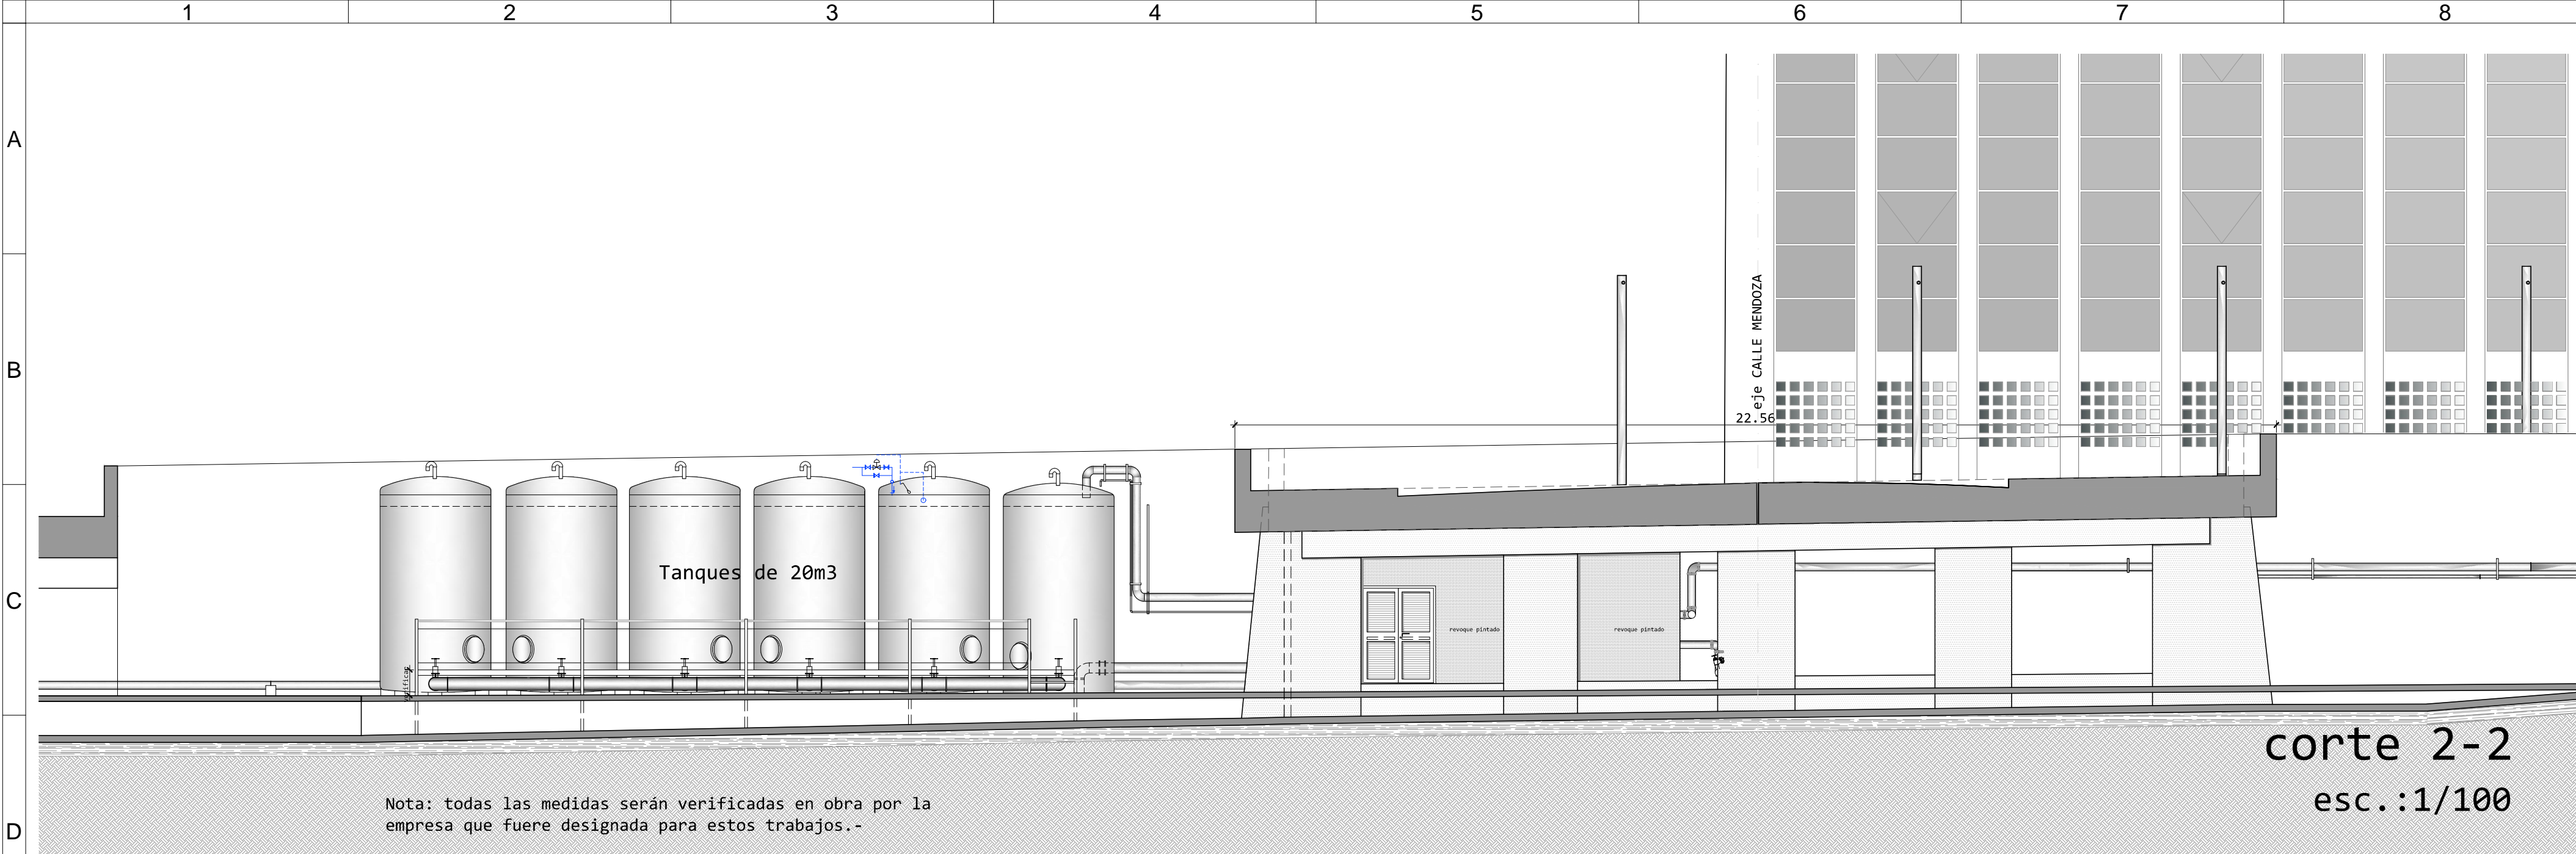 1 2 3 4 5 6 7 8
A
B
C
D
eje CALLE MENDOZA
22.56
Tanques de 20m3
revoque pintado
revoque pintado
verificar
corte 2-2
esc.:1/100
Nota: todas las medidas serán verificadas en obra por la
empresa que fuere designada para estos trabajos.-